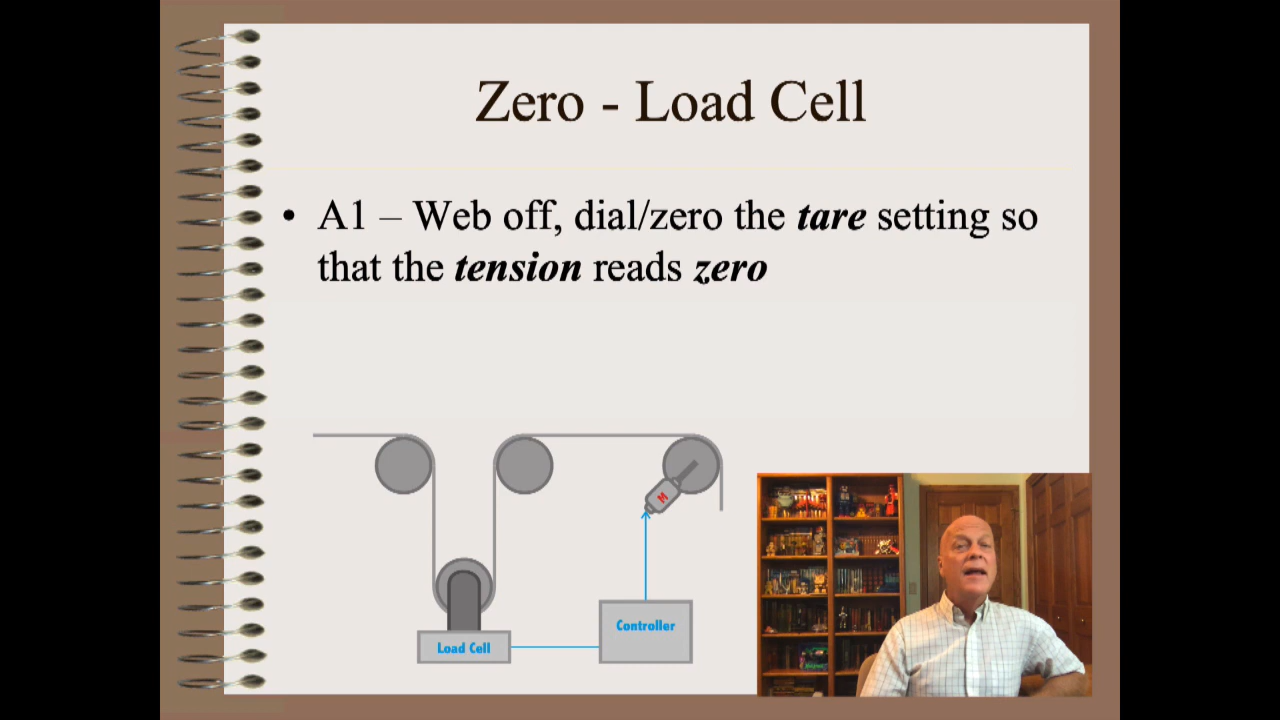 Zero - Load Cell
• A1 – Web off, dial/zero the tare setting so
that the tension reads zero
M
Controller
Load Cell